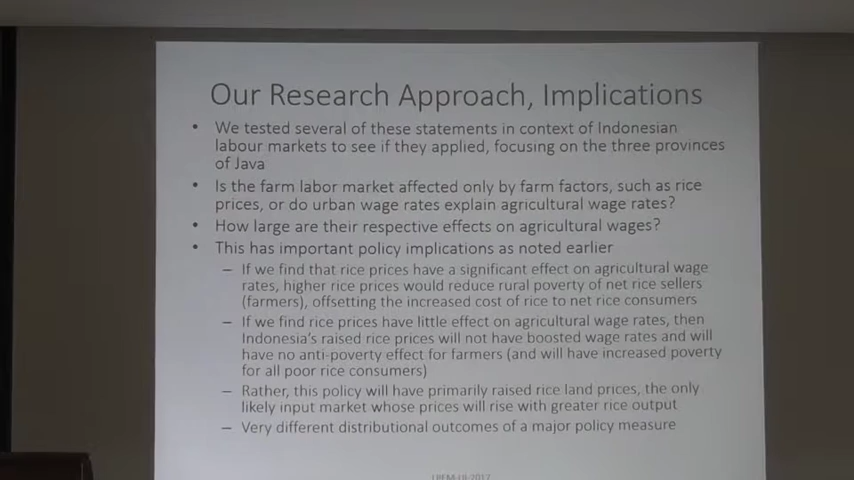 Our Research Approach, Implications
• We tested several of these statements in context of Indonesian
labour markets to see if they applied, focusing on the three provinces
of Java
• Is the farm labor market affected only by farm factors, such as rice
prices, or do urban wage rates explain agricultural wage rates?
• How large are their respective effects on agricultural wages?
• This has important policy implications as noted earlier
– If we find that rice prices have a significant effect on agricultural wage
rates, higher rice prices would reduce rural poverty of net rice sellers
(farmers), offsetting the increased cost of rice to net rice consumers
– If we find rice prices have little effect on agricultural wage rates, then
Indonesia's raised rice prices will not have boosted wage rates and will
have no anti-poverty effect for farmers (and will have increased poverty
for all poor rice consumers)
– Rather, this policy will have primarily raised rice land prices, the only
likely input market whose prices will rise with greater rice output
– Very different distributional outcomes of a major policy measure
LPEM-UI-2017